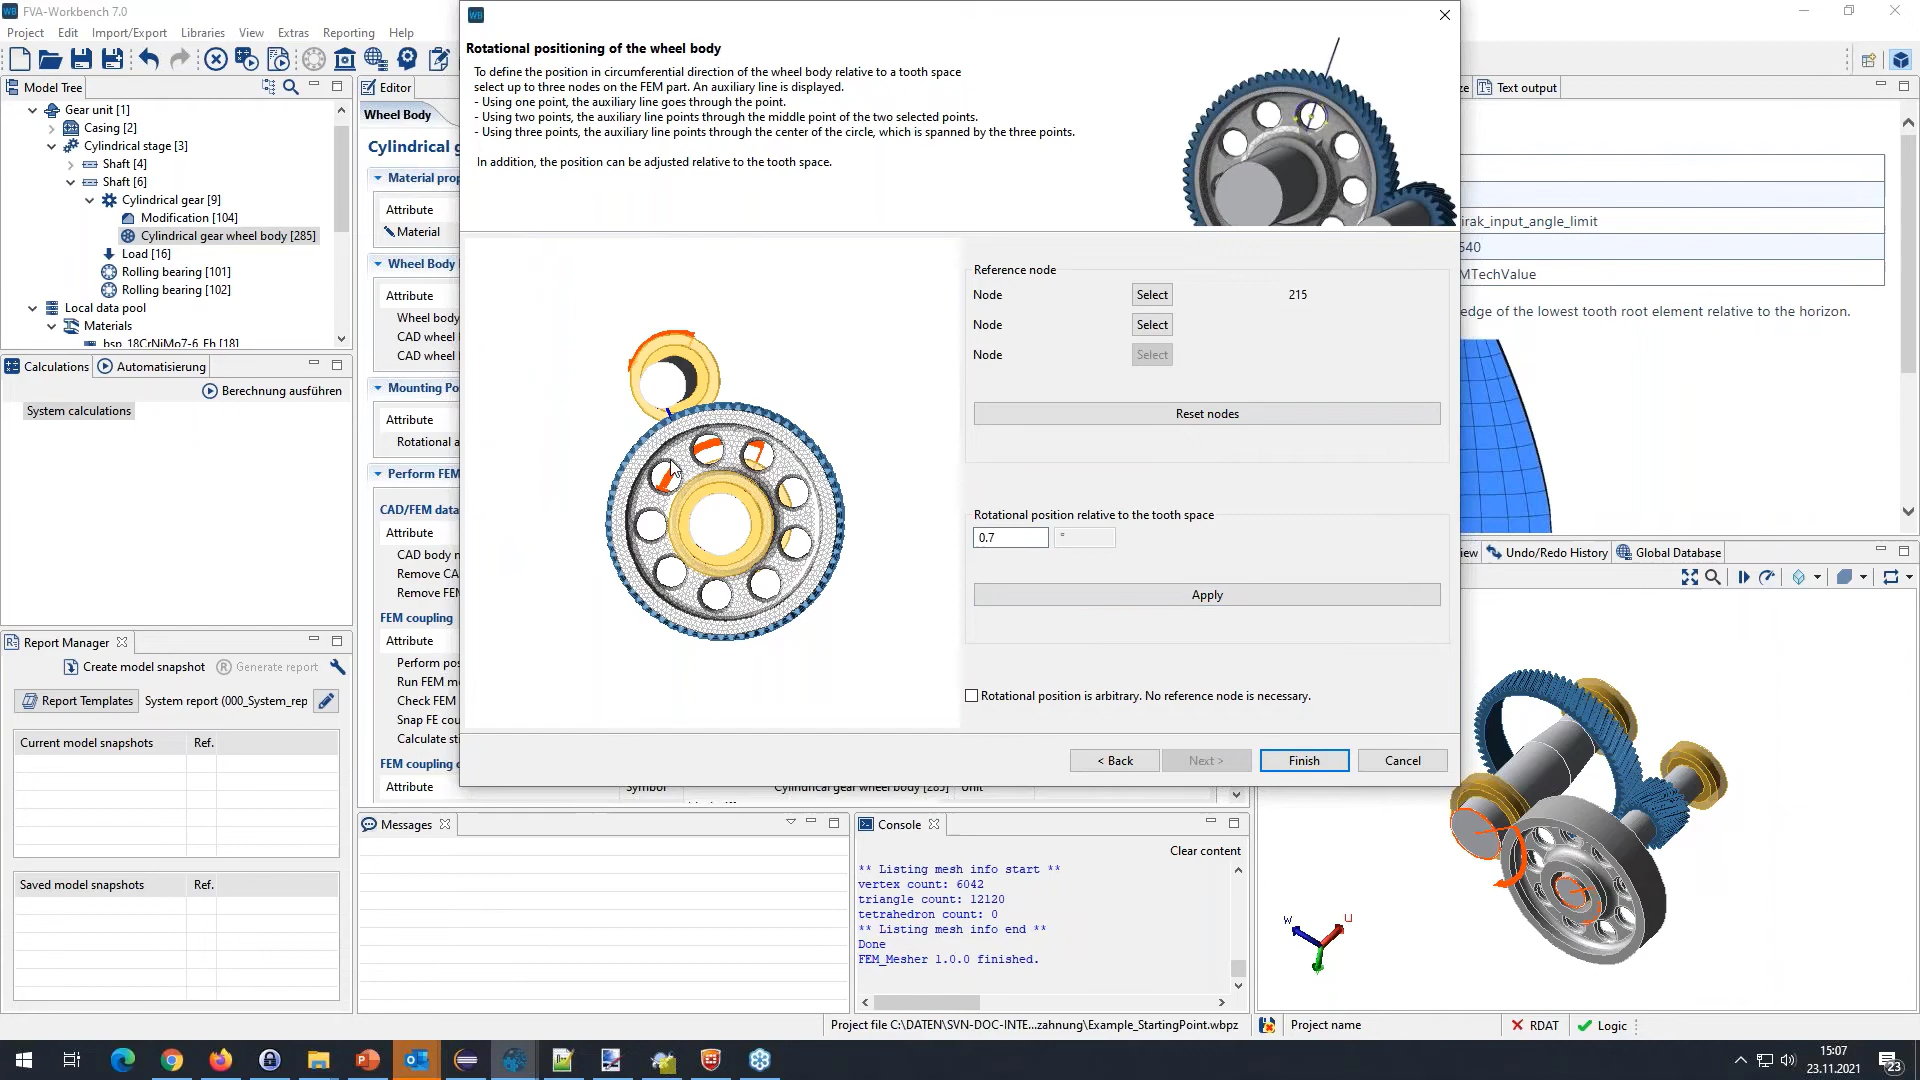 FVA-Workbench 7.0
Project Edit Import/Export Libraries View Extras Reporting Help
Model Tree
Gear unit [1]
Casing [2]
Cylindrical stage [3]
Shaft [4]
Shaft [6]
Cylindrical gear [9]
Modification [104]
Cylindrical gear wheel body [285]
Load [16]
Rolling bearing [101]
Rolling bearing [102]
Local data pool
Materials
bsp_18CrNiMo7-6_Eh [18]
Calculations
Automatisierung
Berechnung ausführen
System calculations
Report Manager
Create model snapshot
Generate report
Report Templates
System report (000_System_rep
Current model snapshots Ref.
Saved model snapshots Ref.
Editor
Wheel Body
Cylindrical g
Material prop
Attribute
Material
Wheel Body
Attribute
Wheel body
CAD wheel
CAD wheel
Mounting Po
Attribute
Rotational a
Perform FEM
CAD/FEM data
Attribute
CAD body n
Remove CA
Remove FEM
FEM coupling
Attribute
Perform pos
Run FEM m
Check FEM
Snap FE cou
Calculate sti
FEM coupling c
Attribute Symbol Cylindrical gear wheel body [285] Unit
WB
Rotational positioning of the wheel body
To define the position in circumferential direction of the wheel body relative to a tooth space
select up to three nodes on the FEM part. An auxiliary line is displayed.
- Using one point, the auxiliary line goes through the point.
- Using two points, the auxiliary line points through the middle point of the two selected points.
- Using three points, the auxiliary line points through the center of the circle, which is spanned by the three points.
In addition, the position can be adjusted relative to the tooth space.
Reference node
Node Select 215
Node Select
Node Select
Reset nodes
Rotational position relative to the tooth space
0.7 °
Apply
Rotational position is arbitrary. No reference node is necessary.
< Back Next > Finish Cancel
Text output
irak_input_angle_limit
540
MTechValue
edge of the lowest tooth root element relative to the horizon.
Undo/Redo History
Global Database
W U
Messages
Console
Clear content
** Listing mesh info start **
vertex count: 6042
triangle count: 12120
tetrahedron count: 0
** Listing mesh info end **
Done
FEM_Mesher 1.0.0 finished.
Project file C:\DATEN\SVN-DOC-INTE...zahnung/Example_StartingPoint.wbpz
Project name
RDAT
Logic
15:07
23.11.2021
23